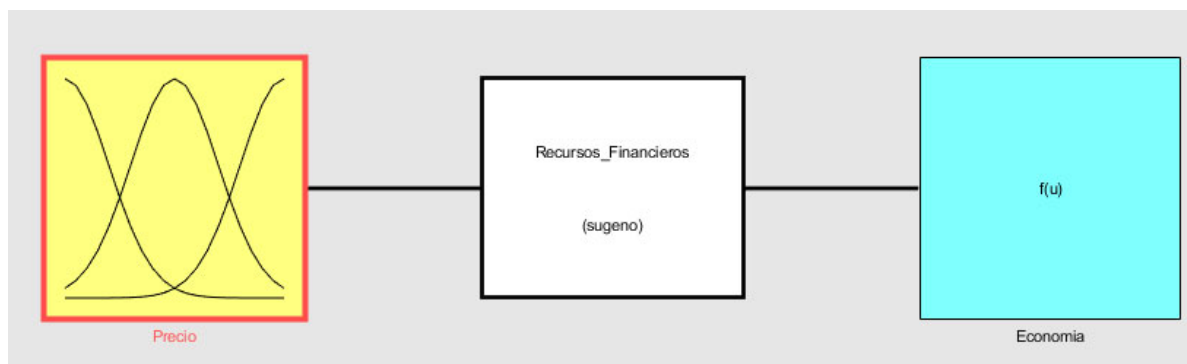 Recursos_Financieros
(sugeno)
f(u)
Precio
Economia